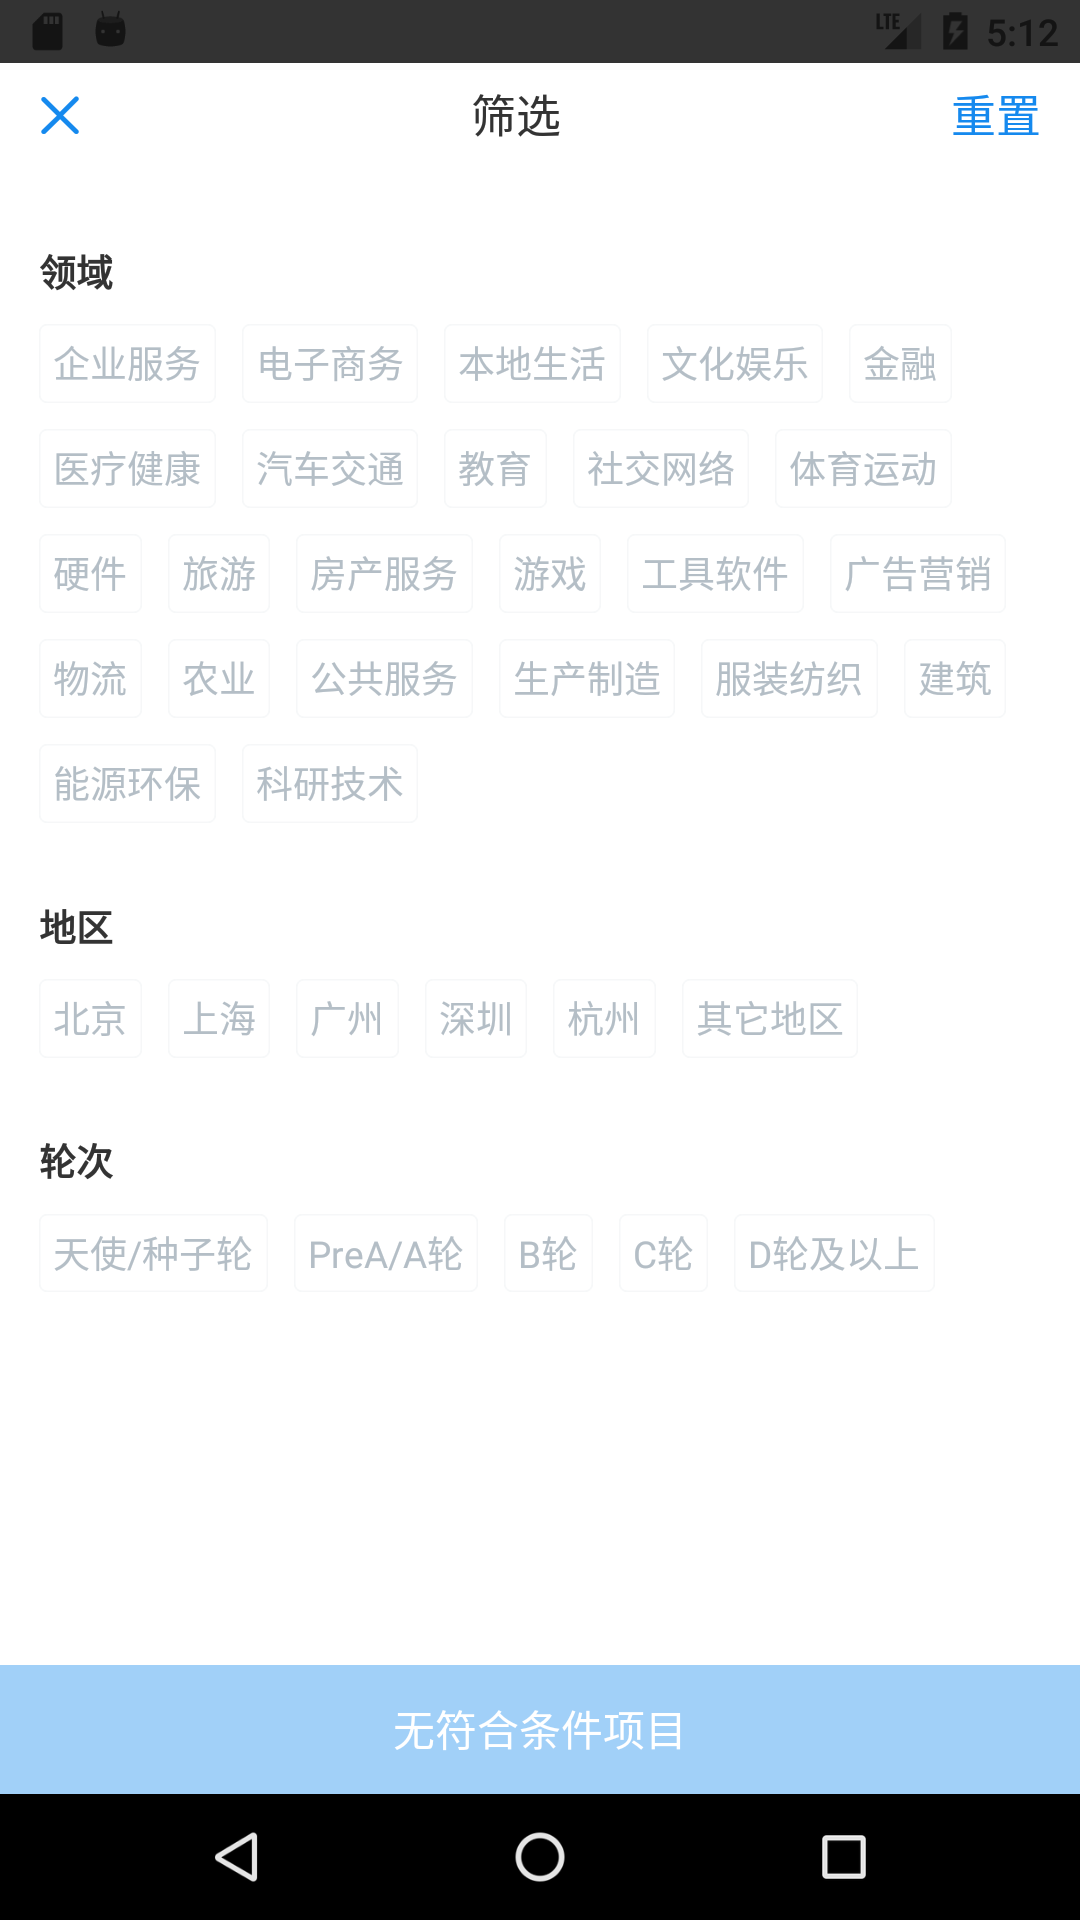 LTE 5:12
筛选 重置
领域
企业服务 电子商务 本地生活 文化娱乐 金融
医疗健康 汽车交通 教育 社交网络 体育运动
硬件 旅游 房产服务 游戏 工具软件 广告营销
物流 农业 公共服务 生产制造 服装纺织 建筑
能源环保 科研技术
地区
北京 上海 广州 深圳 杭州 其它地区
轮次
天使/种子轮 PreA/A轮 B轮 C轮 D轮及以上
无符合条件项目